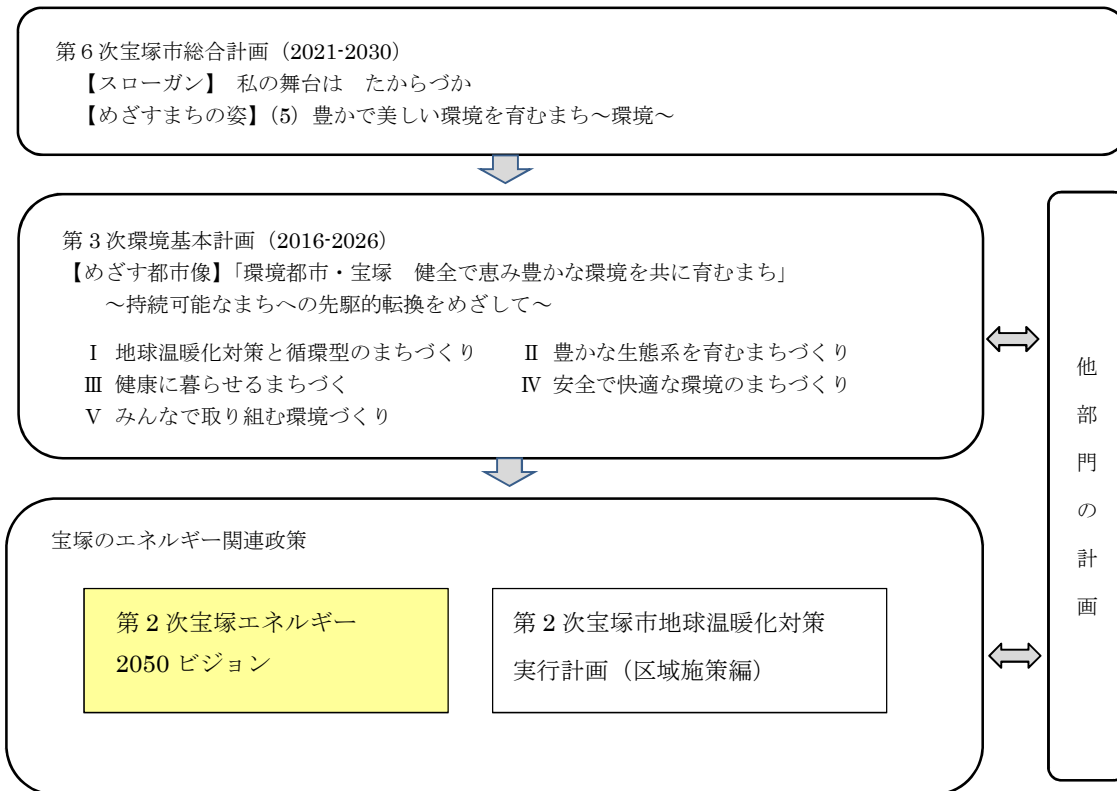 第６次宝塚市総合計画（2021-2030）
【スローガン】 私の舞台は　たからづか
【めざすまちの姿】（5）豊かで美しい環境を育むまち～環境～
第３次環境基本計画（2016-2026）
【めざす都市像】「環境都市・宝塚　健全で恵み豊かな環境を共に育むまち」
～持続可能なまちへの先駆的転換をめざして～
Ⅰ 地球温暖化対策と循環型のまちづくり　Ⅱ 豊かな生態系を育むまちづくり
Ⅲ 健康に暮らせるまちづく　Ⅳ 安全で快適な環境のまちづくり
Ⅴ みんなで取り組む環境づくり
宝塚のエネルギー関連政策
第２次宝塚エネルギー
2050 ビジョン
第２次宝塚市地球温暖化対策
実行計画（区域施策編）
他部門の計画